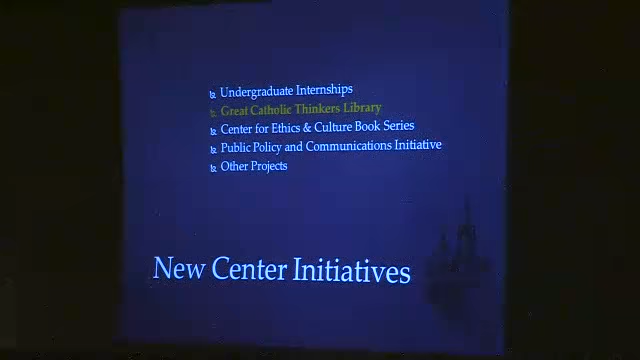 Undergraduate Internships
Great Catholic Thinkers Library
Center for Ethics & Culture Book Series
Public Policy and Communications Initiative
Other Projects
New Center Initiatives